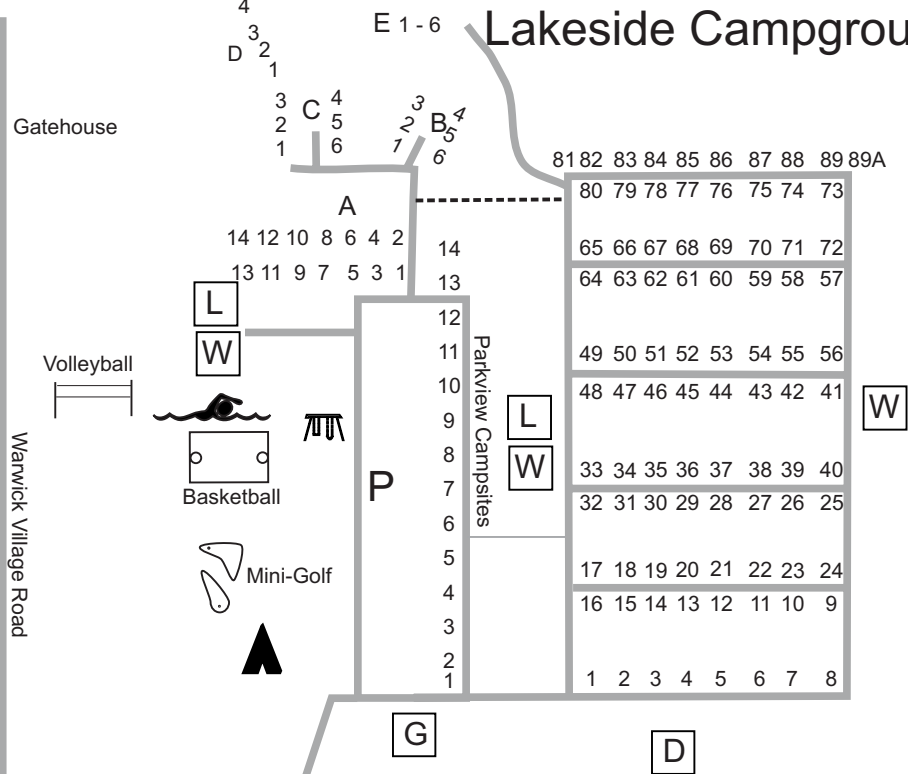 4
E 1 - 6
Lakeside Campgrou
3
D 2
1
3 C 4
2 5
1 6
3 B 4
2 5
1 6
Gatehouse
81 82 83 84 85 86 87 88 89 89A
80 79 78 77 76 75 74 73
A
14 12 10 8 6 4 2
13 11 9 7 5 3 1
65 66 67 68 69 70 71 72
64 63 62 61 60 59 58 57
L
W
14
13
12
11
10
9
8
7
6
5
4
3
2
1
Parkview Campsites
49 50 51 52 53 54 55 56
48 47 46 45 44 43 42 41
Volleyball
L
W
W
P
Basketball
33 34 35 36 37 38 39 40
32 31 30 29 28 27 26 25
Warwick Village Road
Mini-Golf
17 18 19 20 21 22 23 24
16 15 14 13 12 11 10 9
1 2 3 4 5 6 7 8
G
D